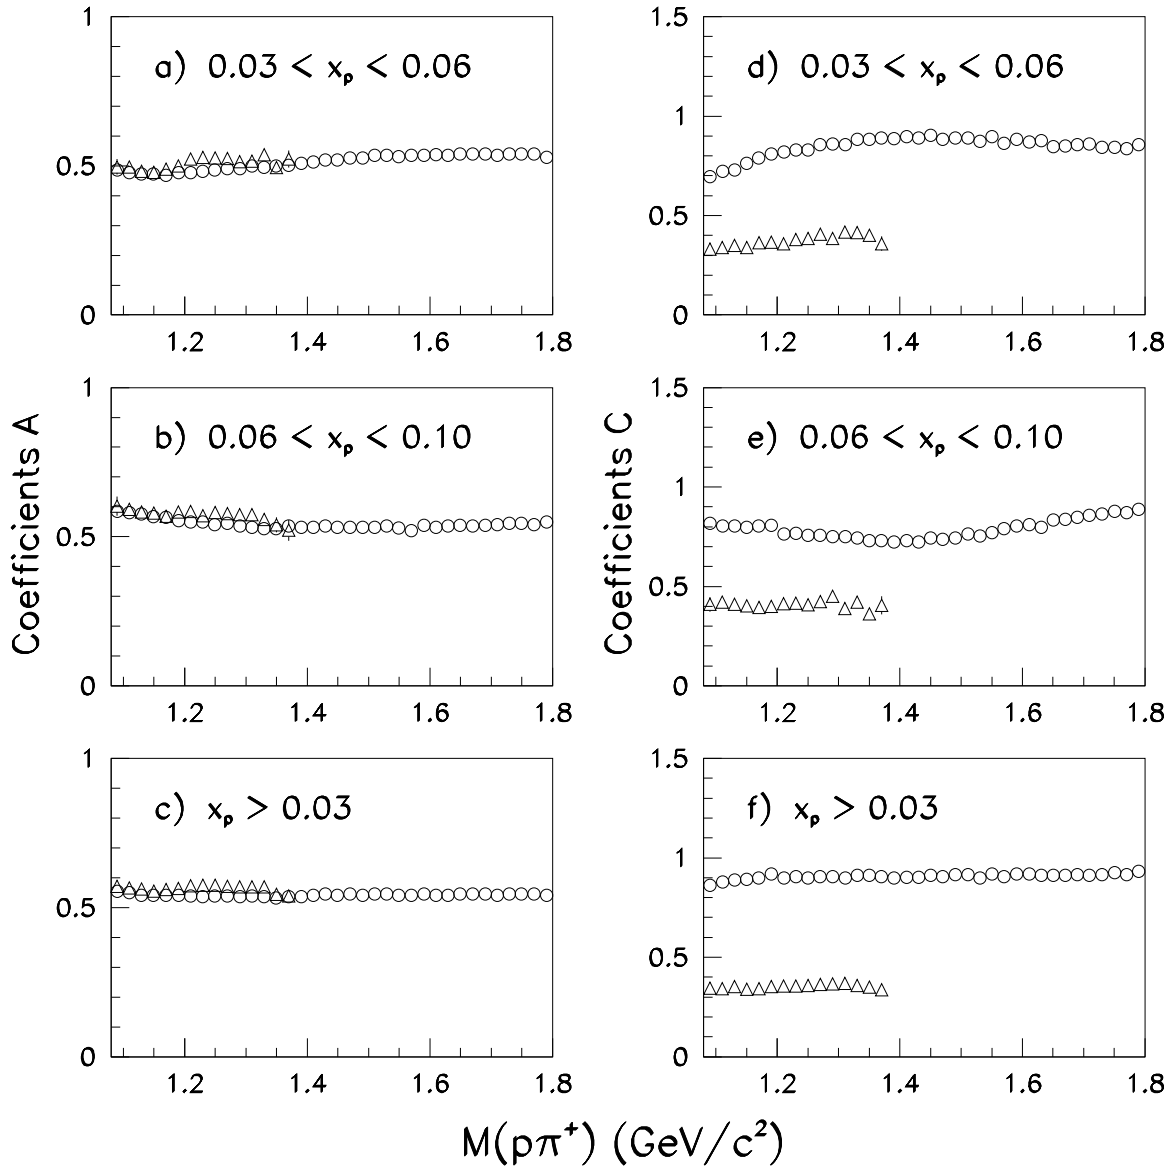 1
0.5
0
a) 0.03 < xₚ < 0.06
1.2 1.4 1.6 1.8
1.5
1
0.5
0
d) 0.03 < xₚ < 0.06
1.2 1.4 1.6 1.8
Coefficients A
1
0.5
0
b) 0.06 < xₚ < 0.10
1.2 1.4 1.6 1.8
Coefficients C
1.5
1
0.5
0
e) 0.06 < xₚ < 0.10
1.2 1.4 1.6 1.8
1
0.5
0
c) xₚ > 0.03
1.2 1.4 1.6 1.8
1.5
1
0.5
0
f) xₚ > 0.03
1.2 1.4 1.6 1.8
M(pπ⁺) (GeV/c²)